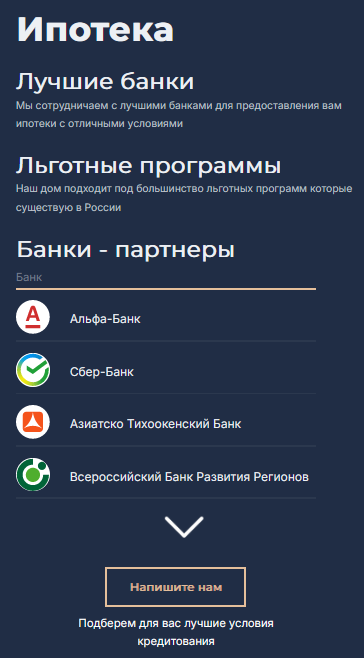 Ипотека
Лучшие банки
Мы сотрудничаем с лучшими банками для предоставления вам
ипотеки с отличными условиями
Льготные программы
Наш дом подходит под большинство льготных программ которые
существую в России
Банки - партнеры
Банк
Альфа-Банк
Сбер-Банк
Азиатско Тихоокенский Банк
Всероссийский Банк Развития Регионов
Напишите нам
Подберем для вас лучшие условия
кредитования